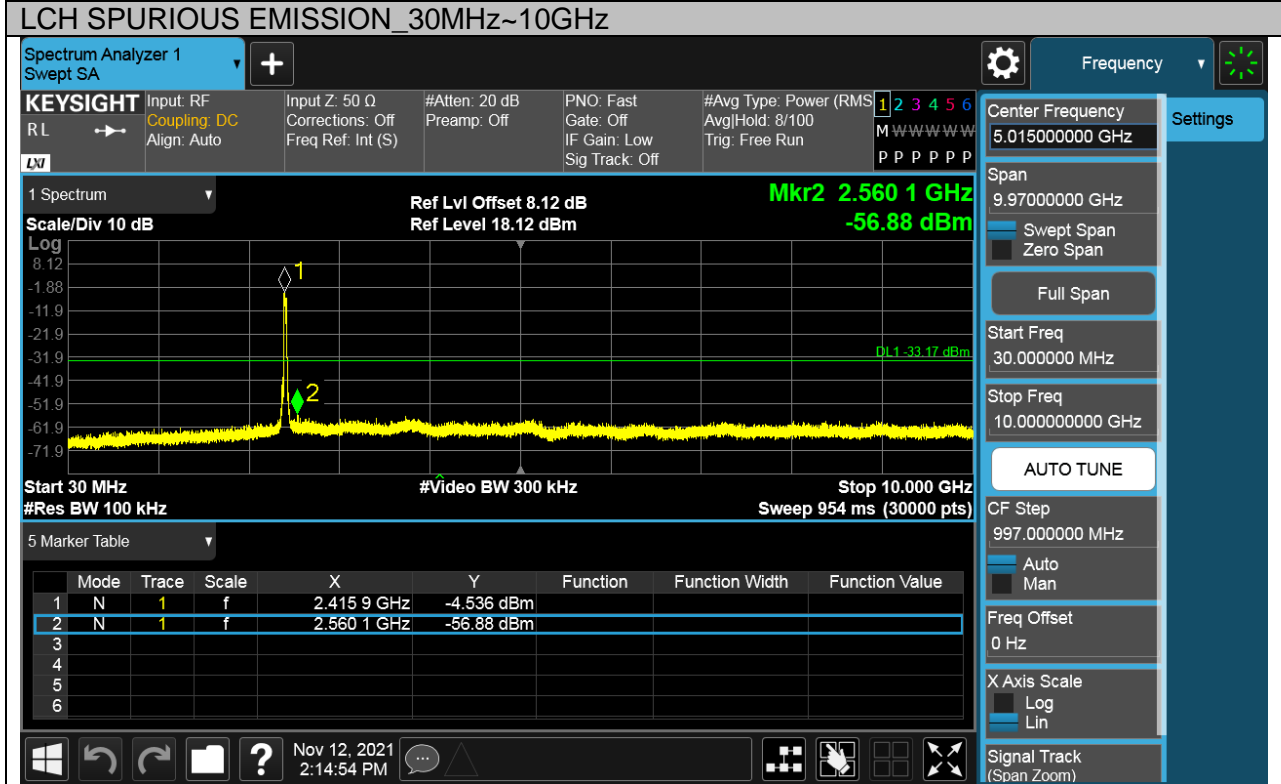 LCH SPURIOUS EMISSION_30MHz~10GHz
Spectrum Analyzer 1
Swept SA
+
Frequency
KEYSIGHT
RL
LXI
Input: RF
Coupling: DC
Align: Auto
Input Z: 50 Ω
Corrections: Off
Freq Ref: Int (S)
#Atten: 20 dB
Preamp: Off
PNO: Fast
Gate: Off
IF Gain: Low
Sig Track: Off
#Avg Type: Power (RMS
Avg|Hold: 8/100
Trig: Free Run
1 2 3 4 5 6
M W W W W W
P P P P P P
1 Spectrum
Scale/Div 10 dB
Ref Lvl Offset 8.12 dB
Ref Level 18.12 dBm
Mkr2 2.560 1 GHz
-56.88 dBm
Log
8.12
-1.88
-11.9
-21.9
-31.9
-41.9
-51.9
-61.9
-71.9
1
2
DL1 -33.17 dBm
Start 30 MHz
#Video BW 300 kHz
Stop 10.000 GHz
#Res BW 100 kHz
Sweep 954 ms (30000 pts)
5 Marker Table
Mode Trace Scale X Y Function Function Width Function Value
1 N 1 f 2.415 9 GHz -4.536 dBm
2 N 1 f 2.560 1 GHz -56.88 dBm
3
4
5
6
Center Frequency
5.015000000 GHz
Settings
Span
9.97000000 GHz
Swept Span
Zero Span
Full Span
Start Freq
30.000000 MHz
Stop Freq
10.000000000 GHz
AUTO TUNE
CF Step
997.000000 MHz
Auto
Man
Freq Offset
0 Hz
X Axis Scale
Log
Lin
Signal Track
(Span Zoom)
?
Nov 12, 2021
2:14:54 PM